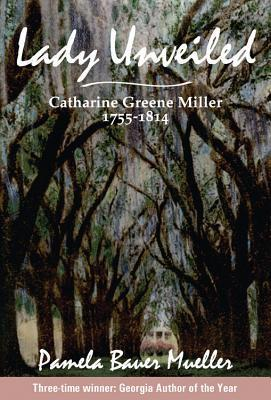 Lady Unveiled
Catharine Greene Miller
1755-1814
Pamela Bauer Mueller
Three-time winner: Georgia Author of the Year